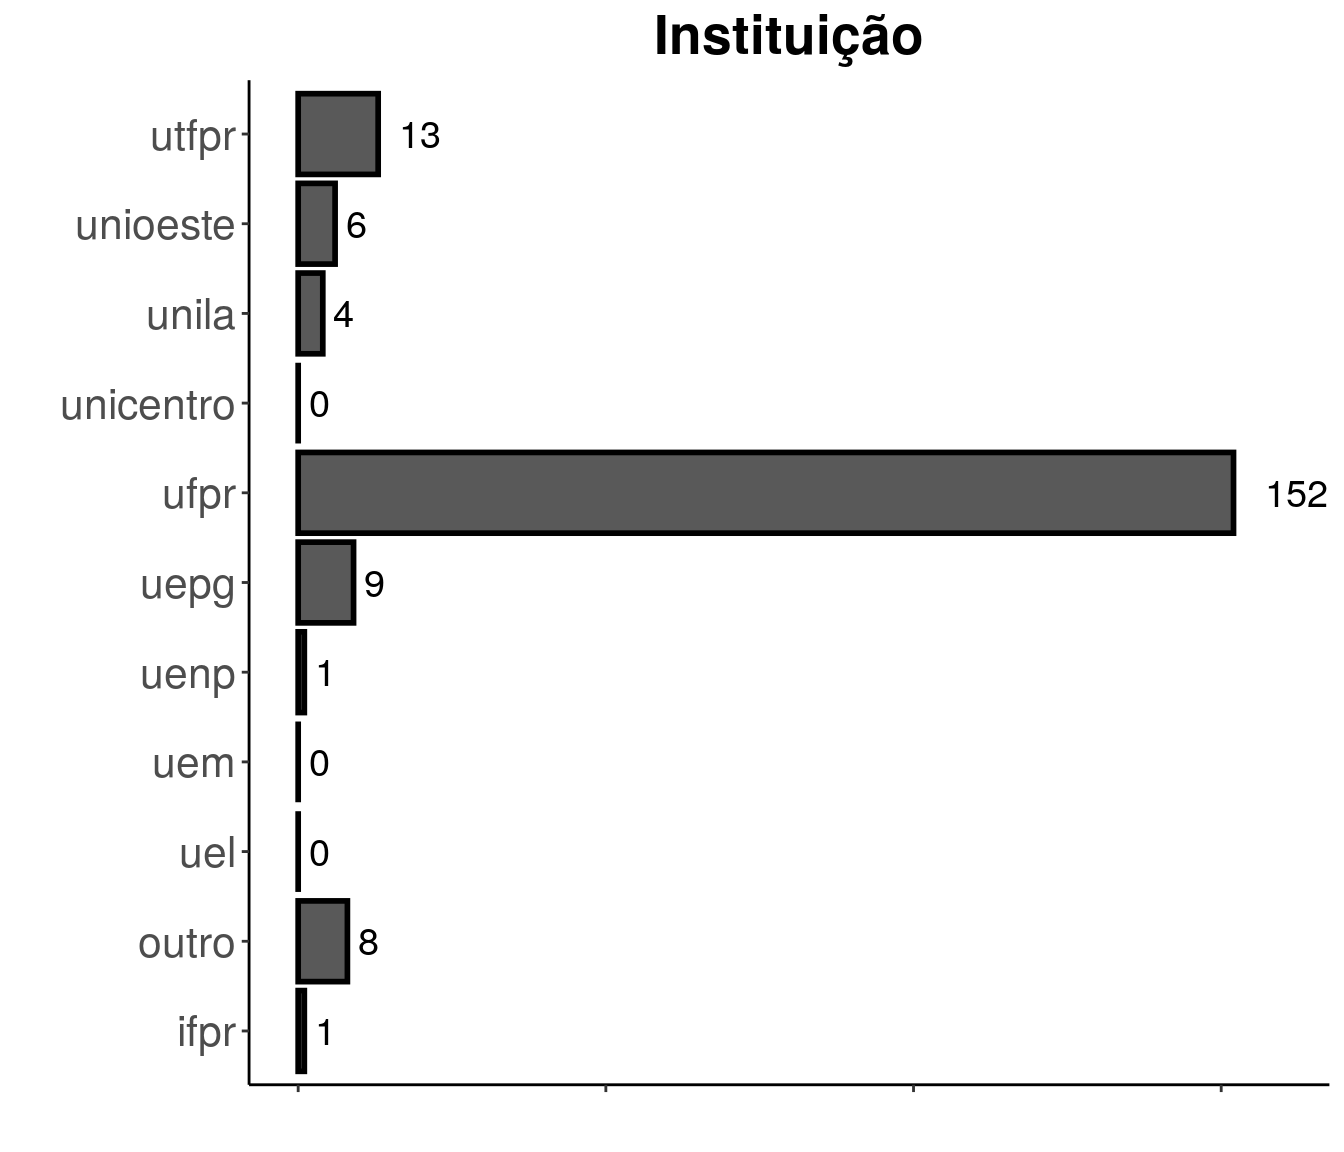 Instituição
utfpr 13
unioeste 6
unila 4
unicentro 0
ufpr 152
uepg 9
uenp 1
uem 0
uel 0
outro 8
ifpr 1